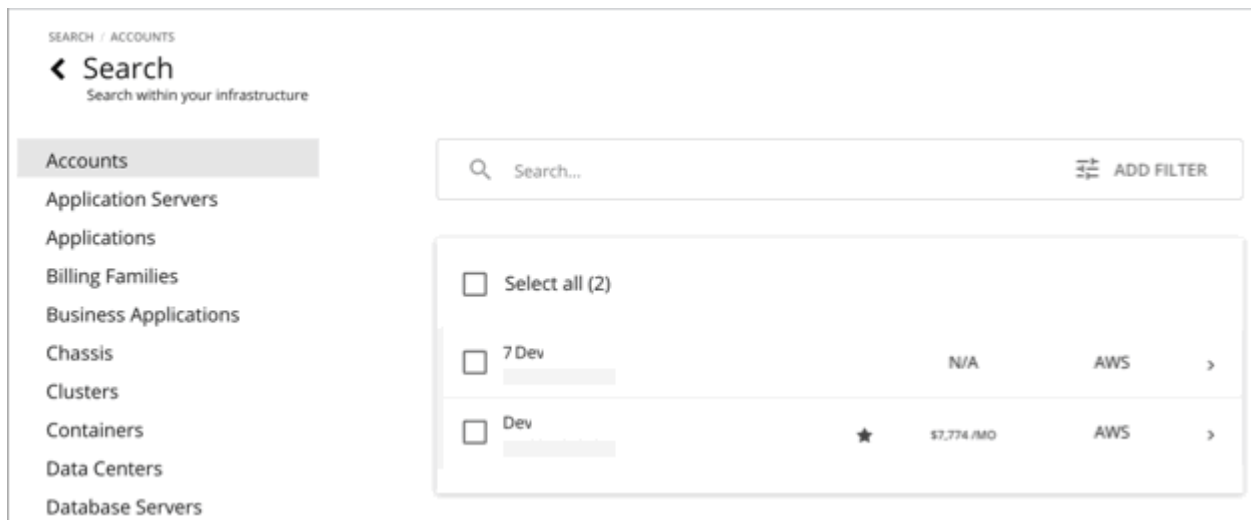 SEARCH / ACCOUNTS
Search
Search within your infrastructure
Accounts
Application Servers
Applications
Billing Families
Business Applications
Chassis
Clusters
Containers
Data Centers
Database Servers
Search...
ADD FILTER
Select all (2)
7 Dev
N/A
AWS
Dev
$7,774 /MO
AWS